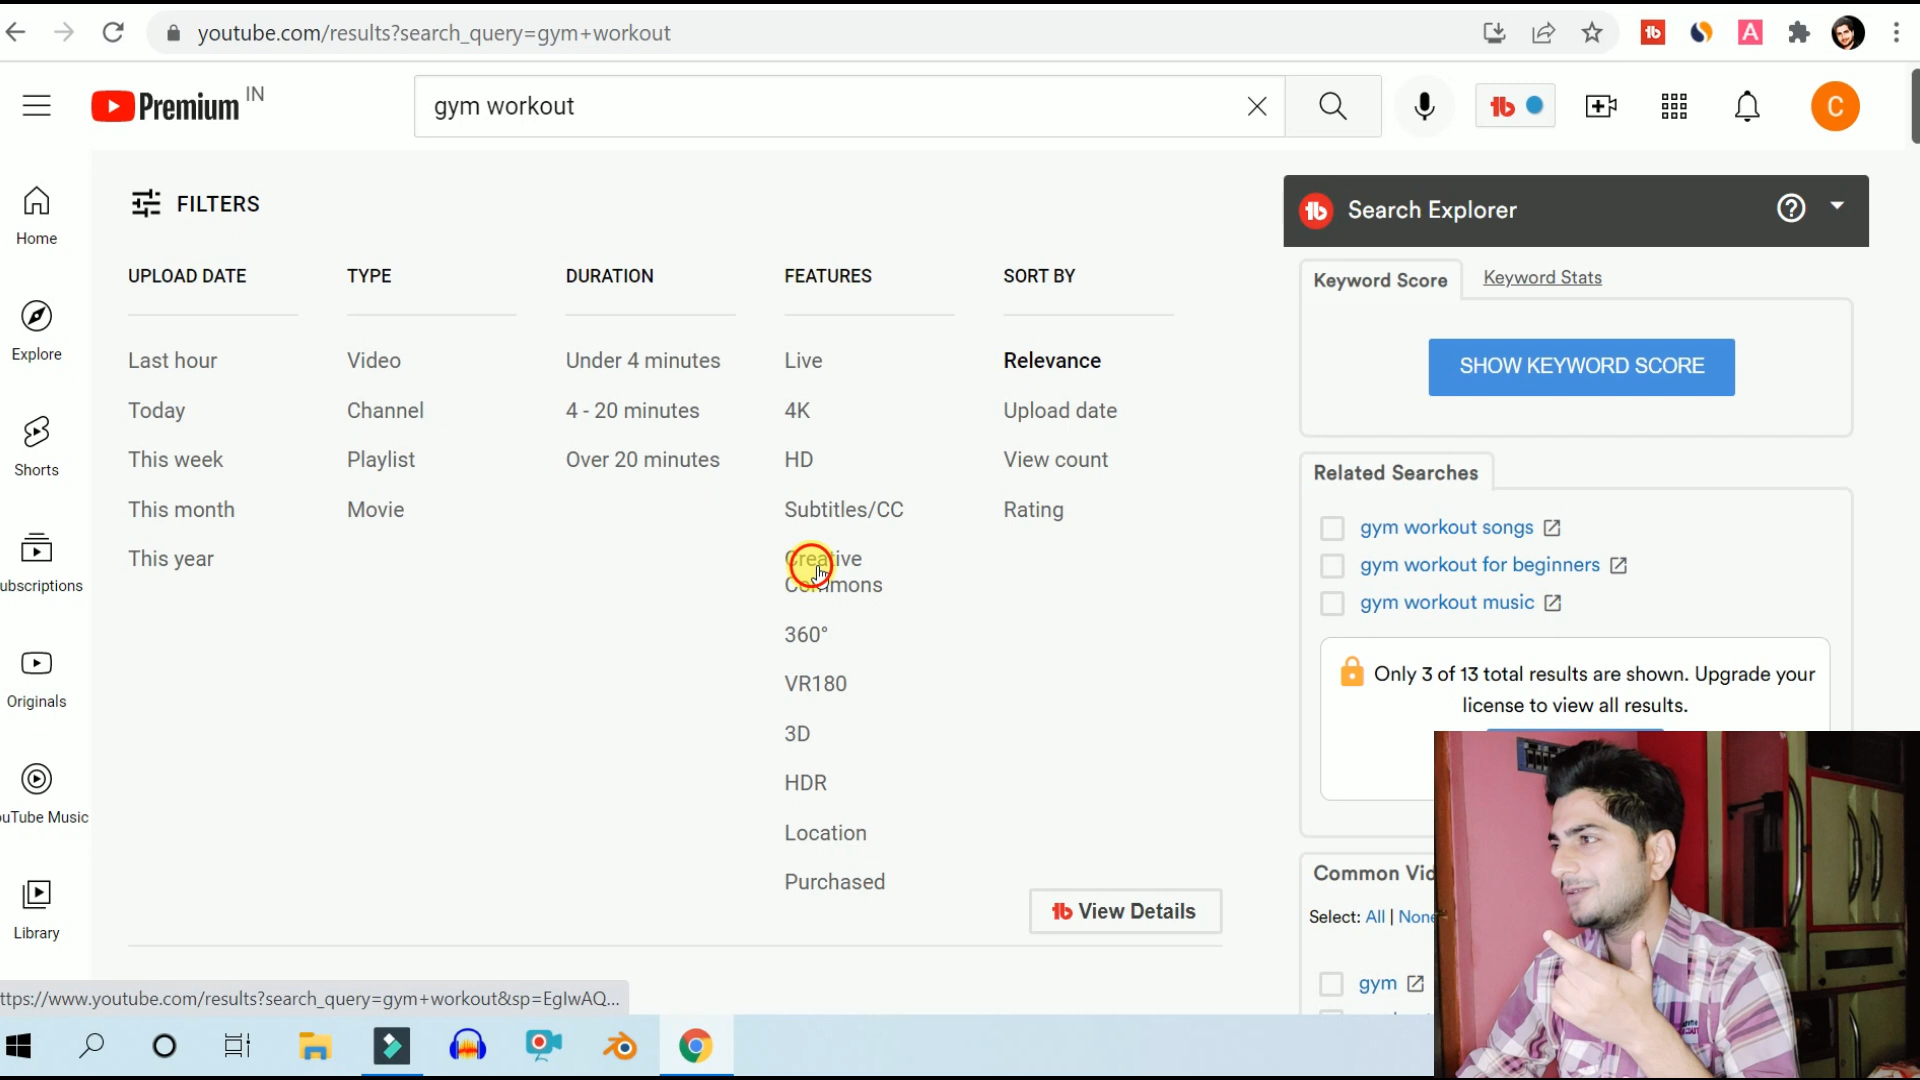 youtube.com/results?search_query=gym+workout
Premium IN
gym workout
C
FILTERS
UPLOAD DATE
Last hour
Today
This week
This month
This year
TYPE
Video
Channel
Playlist
Movie
DURATION
Under 4 minutes
4 - 20 minutes
Over 20 minutes
FEATURES
Live
4K
HD
Subtitles/CC
Creative
Commons
360°
VR180
3D
HDR
Location
Purchased
SORT BY
Relevance
Upload date
View count
Rating
View Details
Home
Explore
Shorts
ubscriptions
Originals
ouTube Music
Library
Search Explorer
Keyword Score
Keyword Stats
SHOW KEYWORD SCORE
Related Searches
gym workout songs
gym workout for beginners
gym workout music
Only 3 of 13 total results are shown. Upgrade your
license to view all results.
Common Vid
Select: All | None
gym
ttps://www.youtube.com/results?search_query=gym+workout&sp=EgIwAQ...